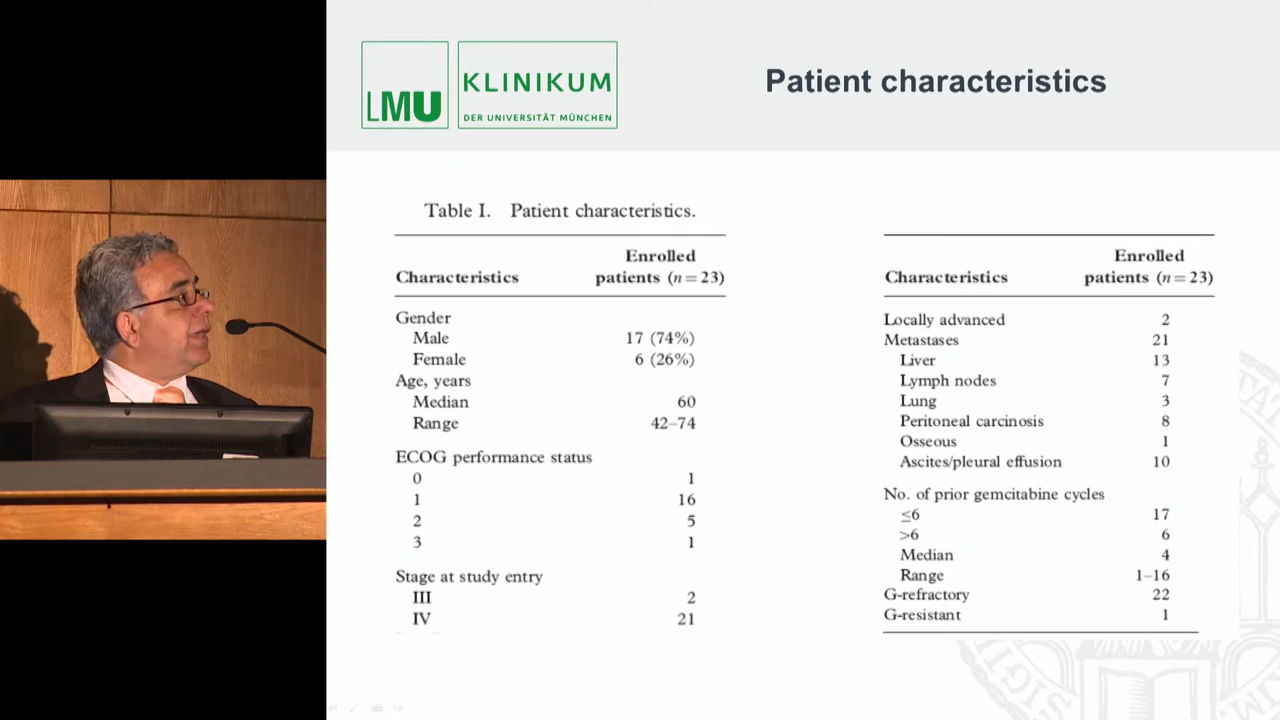 LMU
KLINIKUM
DER UNIVERSITÄT MÜNCHEN
Patient characteristics
Table I. Patient characteristics.
Characteristics Enrolled patients (n=23)
Gender
Male 17 (74%)
Female 6 (26%)
Age, years
Median 60
Range 42–74
ECOG performance status
0 1
1 16
2 5
3 1
Stage at study entry
III 2
IV 21
Characteristics Enrolled patients (n=23)
Locally advanced 2
Metastases 21
Liver 13
Lymph nodes 7
Lung 3
Peritoneal carcinosis 8
Osseous 1
Ascites/pleural effusion 10
No. of prior gemcitabine cycles
≤6 17
>6 6
Median 4
Range 1–16
G-refractory 22
G-resistant 1